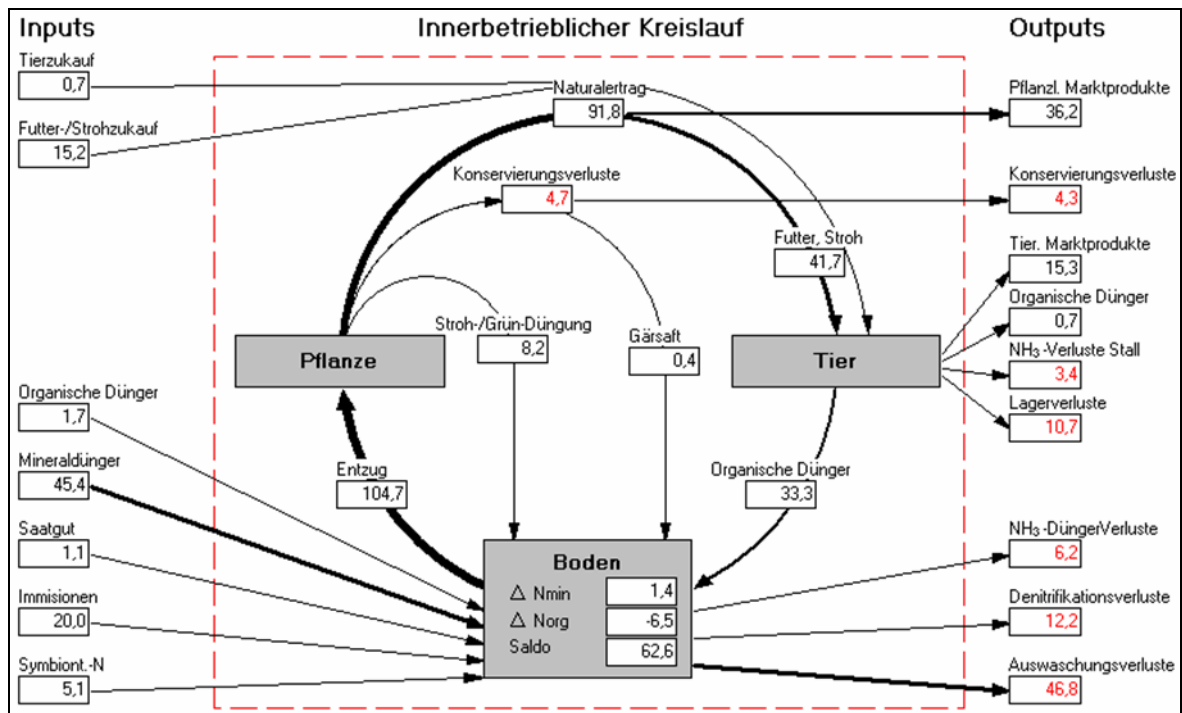 Inputs
Innerbetrieblicher Kreislauf
Outputs
Tierzukauf
0,7
Futter-/Strohzukauf
15,2
Naturalertrag
91,8
Pflanzl. Marktprodukte
36,2
Konservierungsverluste
4,7
Konservierungsverluste
4,3
Futter, Stroh
41,7
Tier. Marktprodukte
15,3
Organische Dünger
0,7
NH₃-Verluste Stall
3,4
Lagerverluste
10,7
Stroh-/Grün-Düngung
8,2
Gärsaft
0,4
Pflanze
Tier
Organische Dünger
1,7
Mineraldünger
45,4
Saatgut
1,1
Immisionen
20,0
Symbiont.-N
5,1
Entzug
104,7
Organische Dünger
33,3
Boden
△ Nmin 1,4
△ Norg -6,5
Saldo 62,6
NH₃-DüngerVerluste
6,2
Denitrifikationsverluste
12,2
Auswaschungsverluste
46,8